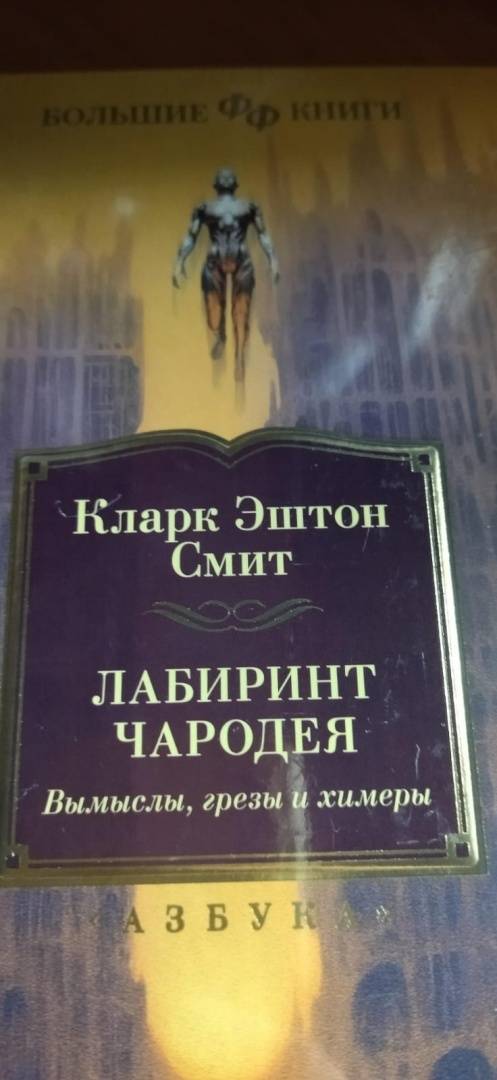 БОЛЬШИЕ ФФ КНИГИ
Кларк Эштон
Смит
ЛАБИРИНТ
ЧАРОДЕЯ
Вымыслы, грезы и химеры
«АЗБУКА»